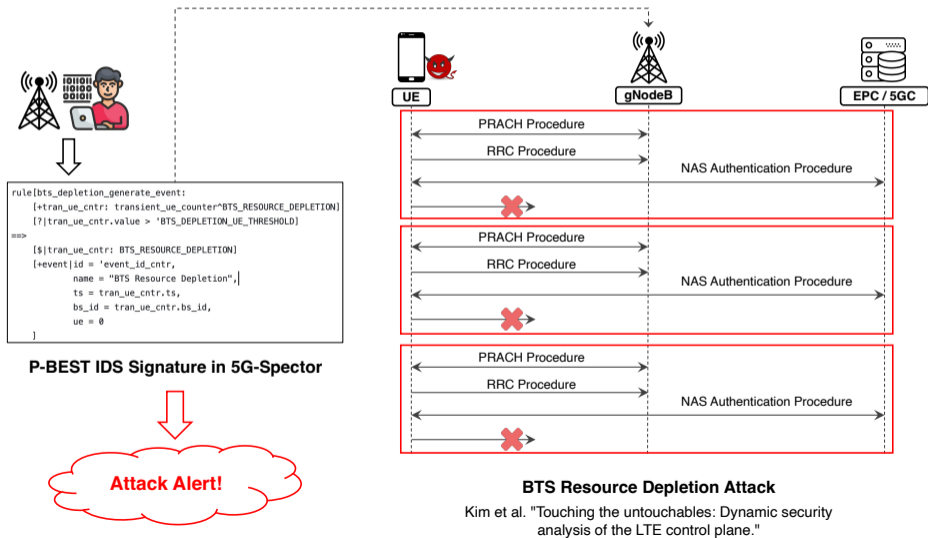 UE
gNodeB
EPC / 5GC
rule[bts_depletion_generate_event:
[+tran_ue_cntr: transient_ue_counter^BTS_RESOURCE_DEPLETION]
[?|tran_ue_cntr.value > 'BTS_DEPLETION_UE_THRESHOLD]
==>
[$|tran_ue_cntr: BTS_RESOURCE_DEPLETION]
[+event|id = 'event_id_cntr,
name = "BTS Resource Depletion",
ts = tran_ue_cntr.ts,
bs_id = tran_ue_cntr.bs_id,
ue = 0
]
P-BEST IDS Signature in 5G-Spector
Attack Alert!
PRACH Procedure
RRC Procedure
NAS Authentication Procedure
PRACH Procedure
RRC Procedure
NAS Authentication Procedure
PRACH Procedure
RRC Procedure
NAS Authentication Procedure
BTS Resource Depletion Attack
Kim et al. "Touching the untouchables: Dynamic security
analysis of the LTE control plane."